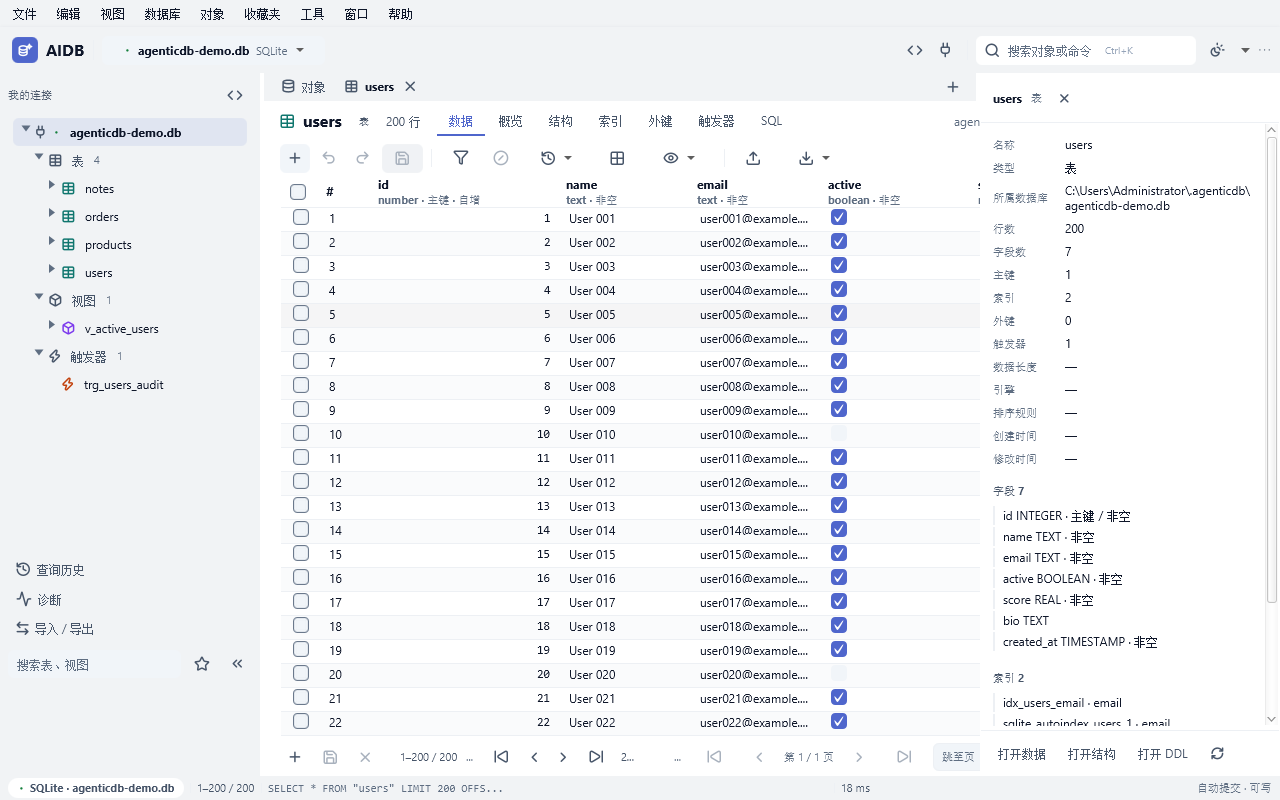 文件 编辑 视图 数据库 对象 收藏夹 工具 窗口 帮助
AIDB · agenticdb-demo.db SQLite 搜索对象或命令 Ctrl+K
我的连接
· agenticdb-demo.db
表 4
notes
orders
products
users
视图 1
v_active_users
触发器 1
trg_users_audit
查询历史
诊断
导入 / 导出
搜索表、视图
对象 users
users 表 200 行 数据 概览 结构 索引 外键 触发器 SQL agen
# id name email active
number · 主键 · 自增 text · 非空 text · 非空 boolean · 非空
1 1 User 001 user001@example....
2 2 User 002 user002@example....
3 3 User 003 user003@example....
4 4 User 004 user004@example....
5 5 User 005 user005@example....
6 6 User 006 user006@example....
7 7 User 007 user007@example....
8 8 User 008 user008@example....
9 9 User 009 user009@example....
10 10 User 010 user010@example....
11 11 User 011 user011@example....
12 12 User 012 user012@example....
13 13 User 013 user013@example....
14 14 User 014 user014@example....
15 15 User 015 user015@example....
16 16 User 016 user016@example....
17 17 User 017 user017@example....
18 18 User 018 user018@example....
19 19 User 019 user019@example....
20 20 User 020 user020@example....
21 21 User 021 user021@example....
22 22 User 022 user022@example....
1–200 / 200 ... 2... ... 第 1 / 1 页 跳至页
users 表
名称 users
类型 表
所属数据库 C:\Users\Administrator\.agenticdb\
agenticdb-demo.db
行数 200
字段数 7
主键 1
索引 2
外键 0
触发器 1
数据长度 —
引擎 —
排序规则 —
创建时间 —
修改时间 —
字段 7
id INTEGER · 主键 / 非空
name TEXT · 非空
email TEXT · 非空
active BOOLEAN · 非空
score REAL · 非空
bio TEXT
created_at TIMESTAMP · 非空
索引 2
idx_users_email · email
sqlite_autoindex_users_1 · email
打开数据 打开结构 打开 DDL
· SQLite · agenticdb-demo.db 1–200 / 200 SELECT * FROM "users" LIMIT 200 OFFS... 18 ms 自动提交 · 可写